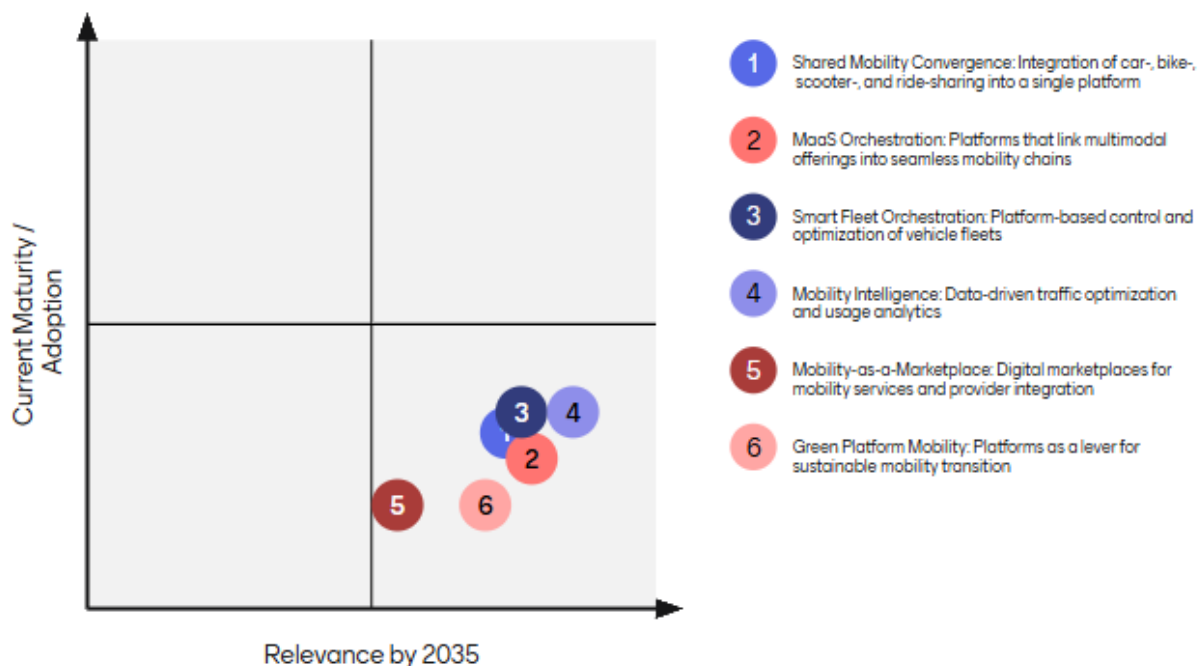 Current Maturity /
Adoption
1
3
4
2
5
6
Relevance by 2035
1
Shared Mobility Convergence: Integration of car-, bike-,
scooter-, and ride-sharing into a single platform
2
MaaS Orchestration: Platforms that link multimodal
offerings into seamless mobility chains
3
Smart Fleet Orchestration: Platform-based control and
optimization of vehicle fleets
4
Mobility Intelligence: Data-driven traffic optimization
and usage analytics
5
Mobility-as-a-Marketplace: Digital marketplaces for
mobility services and provider integration
6
Green Platform Mobility: Platforms as a lever for
sustainable mobility transition